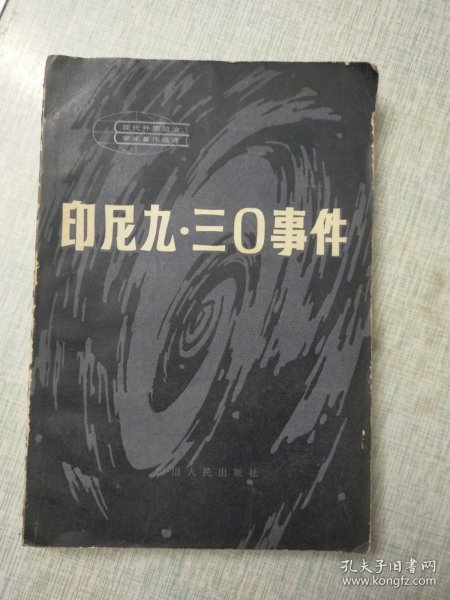 现代外国政治
学术著作选译
印尼九·三〇事件
四川人民出版社
孔夫子旧书网
www.kongfz.com